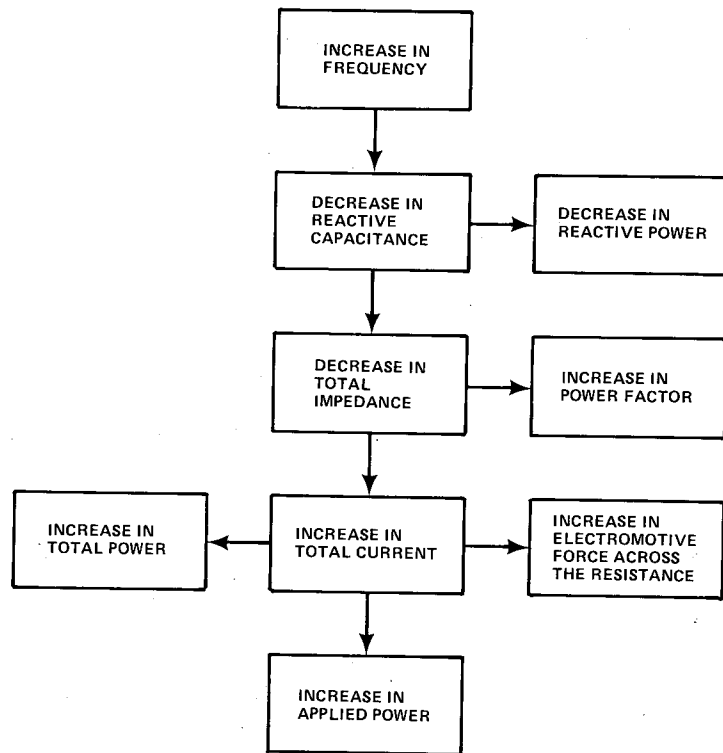 INCREASE IN
FREQUENCY
DECREASE IN
REACTIVE
CAPACITANCE
DECREASE IN
REACTIVE POWER
DECREASE IN
TOTAL
IMPEDANCE
INCREASE IN
POWER FACTOR
INCREASE IN
TOTAL POWER
INCREASE IN
TOTAL CURRENT
INCREASE IN
ELECTROMOTIVE
FORCE ACROSS
THE RESISTANCE
INCREASE IN
APPLIED POWER